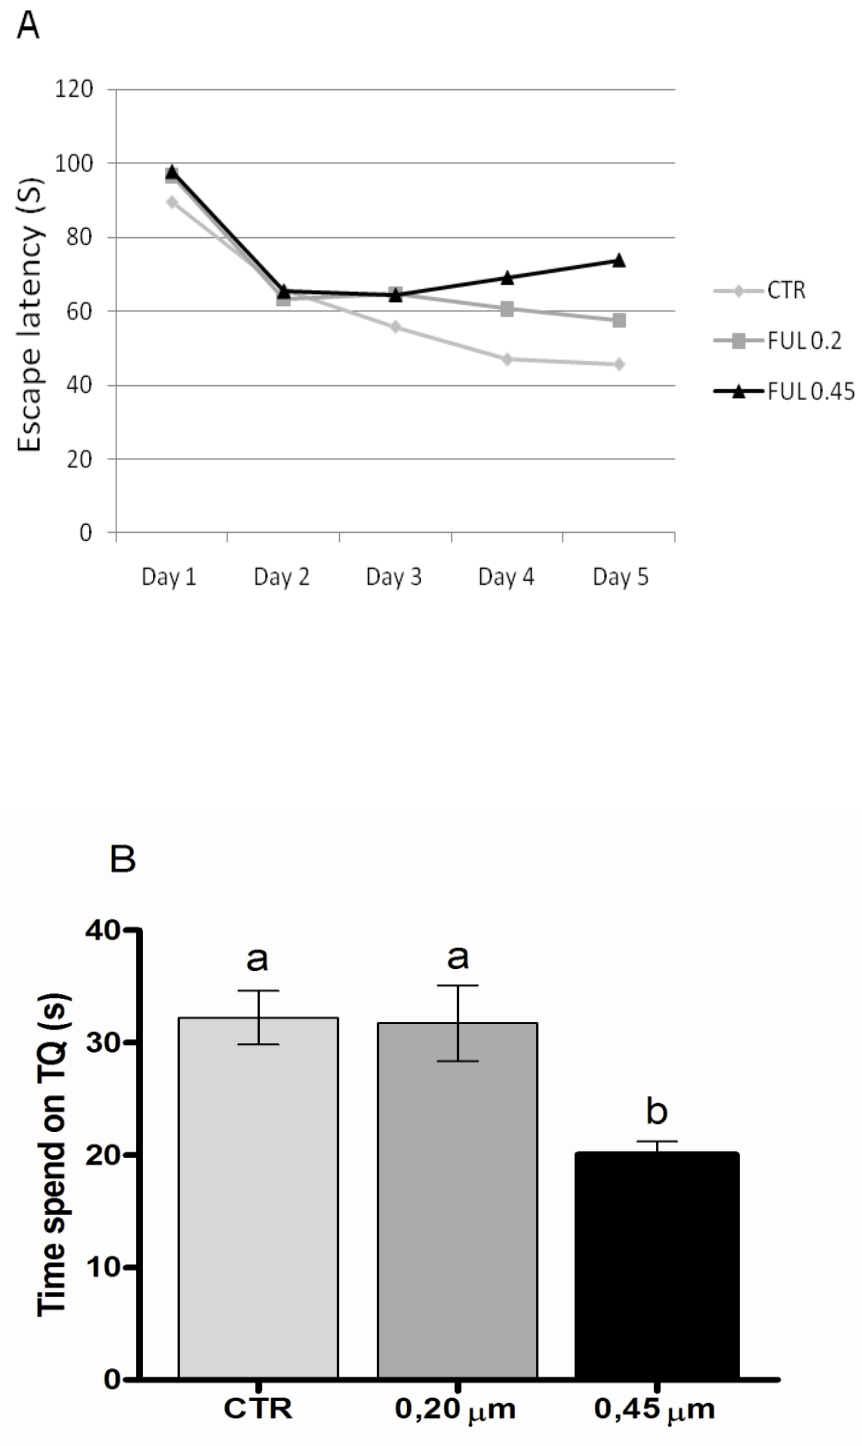 A
120
100
80
60
40
20
0
Escape latency (S)
Day 1 Day 2 Day 3 Day 4 Day 5
CTR
FUL 0.2
FUL 0.45
B
40
30
20
10
0
Time spend on TQ (s)
a
a
b
CTR 0,20 μm 0,45 μm